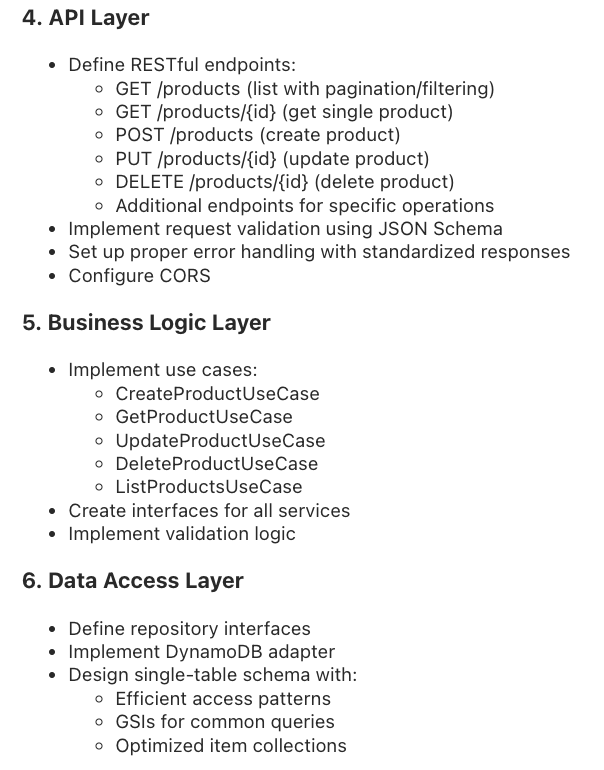 4. API Layer
• Define RESTful endpoints:
◦ GET /products (list with pagination/filtering)
◦ GET /products/{id} (get single product)
◦ POST /products (create product)
◦ PUT /products/{id} (update product)
◦ DELETE /products/{id} (delete product)
◦ Additional endpoints for specific operations
• Implement request validation using JSON Schema
• Set up proper error handling with standardized responses
• Configure CORS
5. Business Logic Layer
• Implement use cases:
◦ CreateProductUseCase
◦ GetProductUseCase
◦ UpdateProductUseCase
◦ DeleteProductUseCase
◦ ListProductsUseCase
• Create interfaces for all services
• Implement validation logic
6. Data Access Layer
• Define repository interfaces
• Implement DynamoDB adapter
• Design single-table schema with:
◦ Efficient access patterns
◦ GSIs for common queries
◦ Optimized item collections